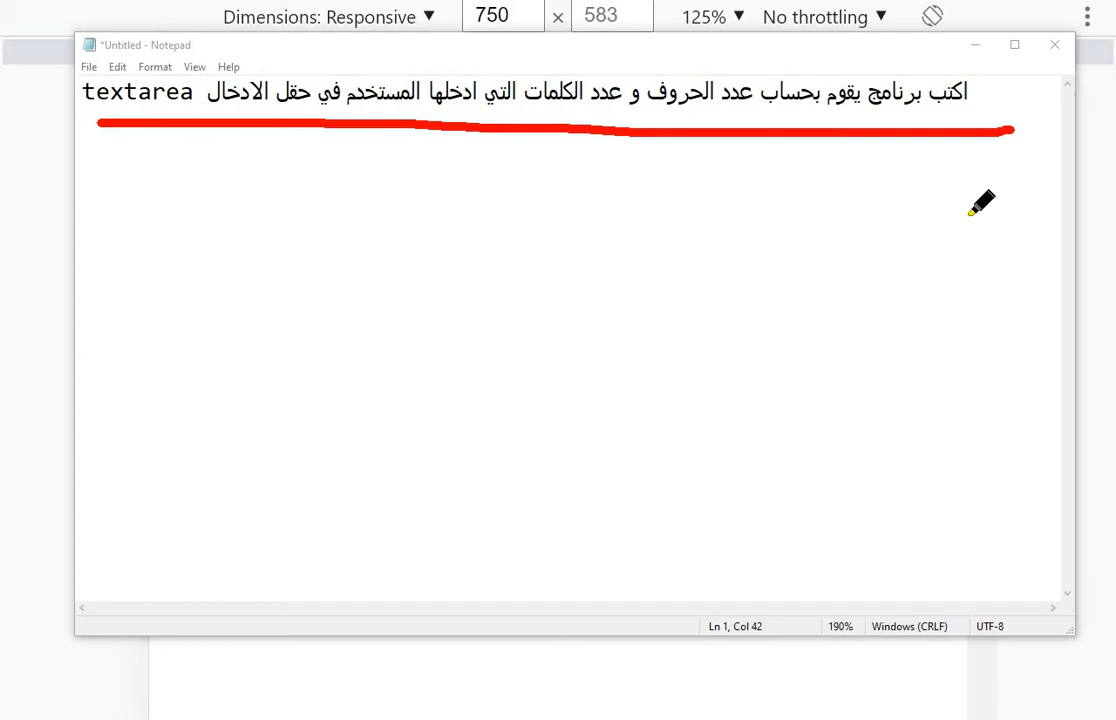 Dimensions: Responsive ▼ 750 × 583 125% ▼ No throttling ▼
*Untitled - Notepad
File Edit Format View Help
اكتب برنامج يقوم بحساب عدد الحروف و عدد الكلمات التي ادخلها المستخدم في حقل الادخال textarea
Ln 1, Col 42 190% Windows (CRLF) UTF-8